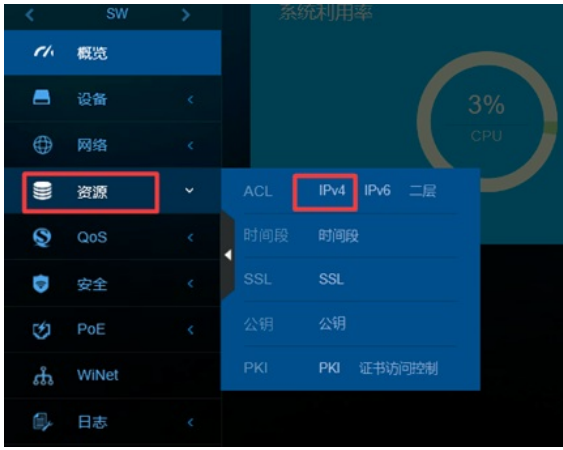 SW
系统利用率
概览
3%
CPU
设备
网络
资源
ACL IPv4 IPv6 二层
QoS
时间段 时间段
安全
SSL SSL
PoE
公钥 公钥
WiNet
PKI PKI 证书访问控制
日志